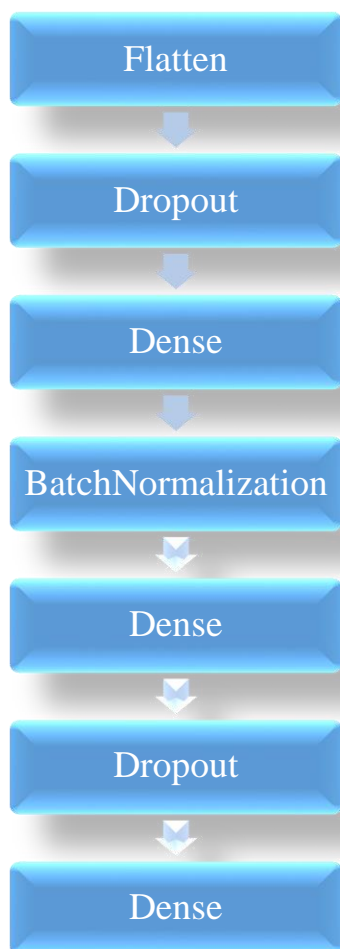 Flatten
Dropout
Dense
BatchNormalization
Dense
Dropout
Dense